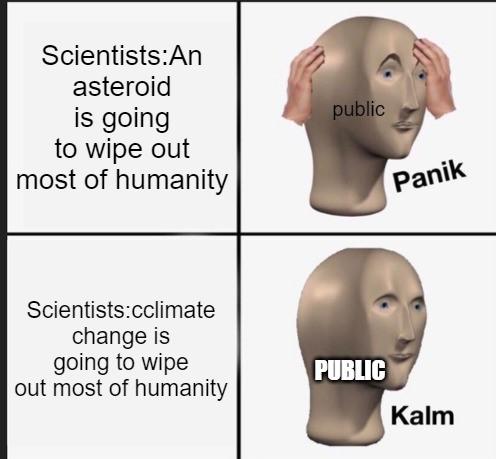 Scientists:An
asteroid
is going
to wipe out
most of humanity
public
Panik
Scientists:cclimate
change is
going to wipe
out most of humanity
PUBLIC
Kalm